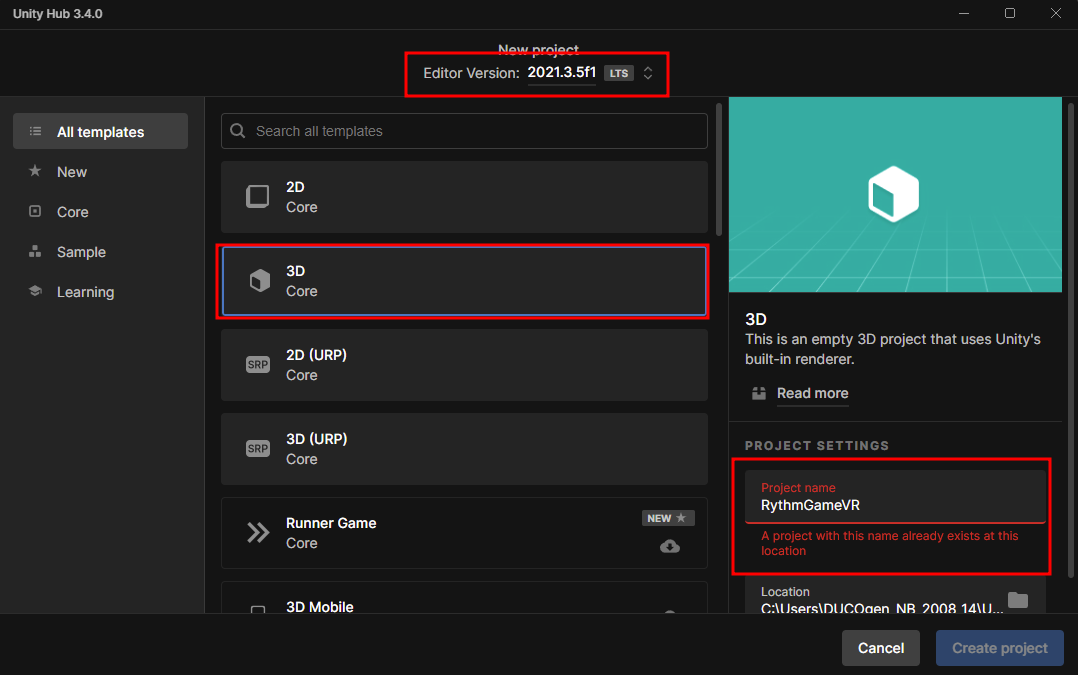 Unity Hub 3.4.0
New project
Editor Version: 2021.3.5f1 LTS
All templates
New
Core
Sample
Learning
Search all templates
2D
Core
3D
Core
SRP
2D (URP)
Core
SRP
3D (URP)
Core
Runner Game
NEW
Core
3D Mobile
3D
This is an empty 3D project that uses Unity's
built-in renderer.
Read more
PROJECT SETTINGS
Project name
RythmGameVR
A project with this name already exists at this
location
Location
C:\Users\DUCOgen_NB_2008_14\U...
Cancel
Create project